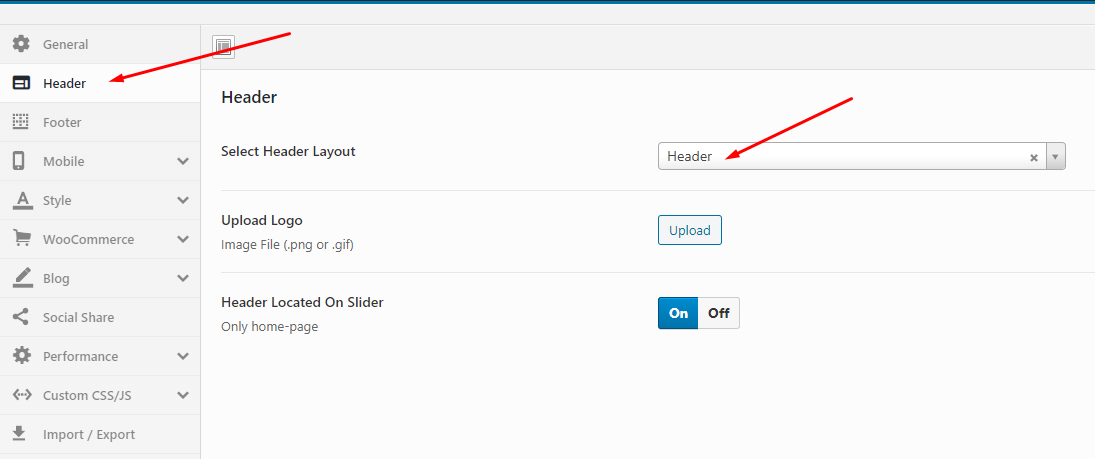 General
Header
Footer
Mobile
Style
WooCommerce
Blog
Social Share
Performance
Custom CSS/JS
Import / Export
Header
Select Header Layout
Header
Upload Logo
Image File (.png or .gif)
Upload
Header Located On Slider
Only home-page
On Off